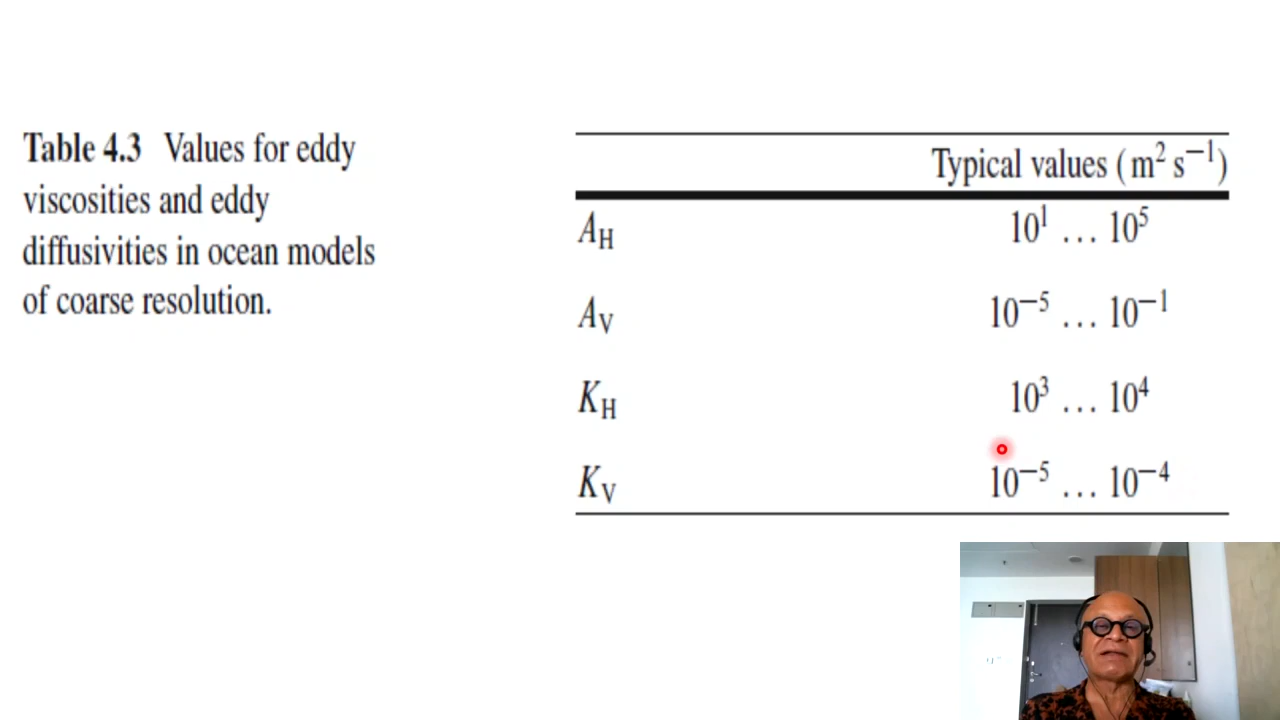 Table 4.3 Values for eddy
viscosities and eddy
diffusivities in ocean models
of coarse resolution.
Typical values (m² s⁻¹)
A_H 10¹ … 10⁵
A_V 10⁻⁵ … 10⁻¹
K_H 10³ … 10⁴
K_V 10⁻⁵ … 10⁻⁴